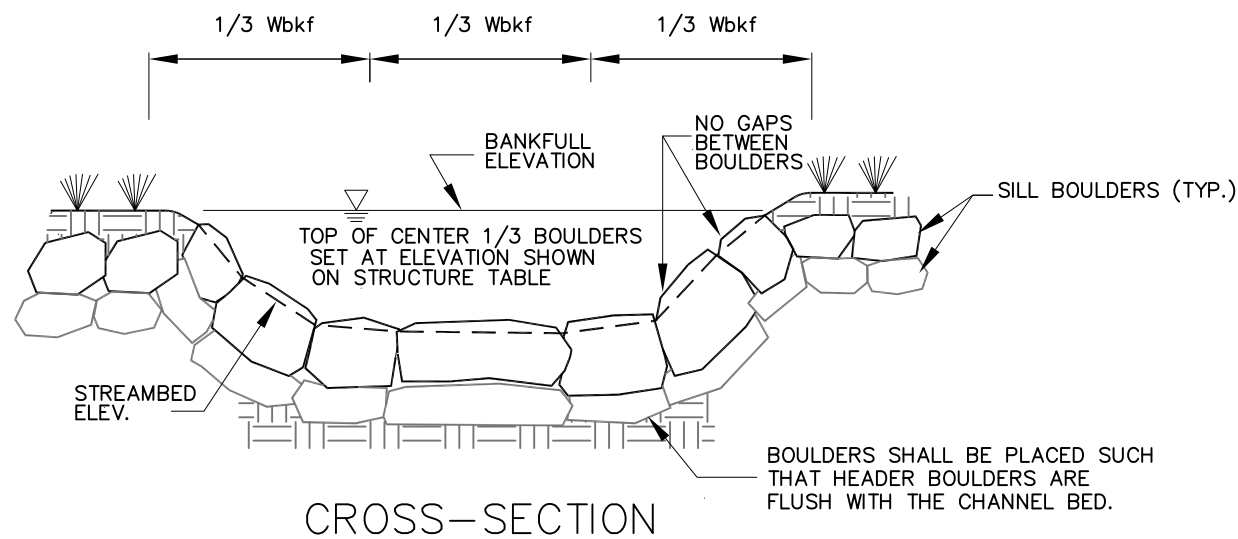 1/3 Wbkf
1/3 Wbkf
1/3 Wbkf
BANKFULL
ELEVATION
NO GAPS
BETWEEN
BOULDERS
SILL BOULDERS (TYP.)
TOP OF CENTER 1/3 BOULDERS
SET AT ELEVATION SHOWN
ON STRUCTURE TABLE
STREAMBED
ELEV.
BOULDERS SHALL BE PLACED SUCH
THAT HEADER BOULDERS ARE
FLUSH WITH THE CHANNEL BED.
CROSS-SECTION